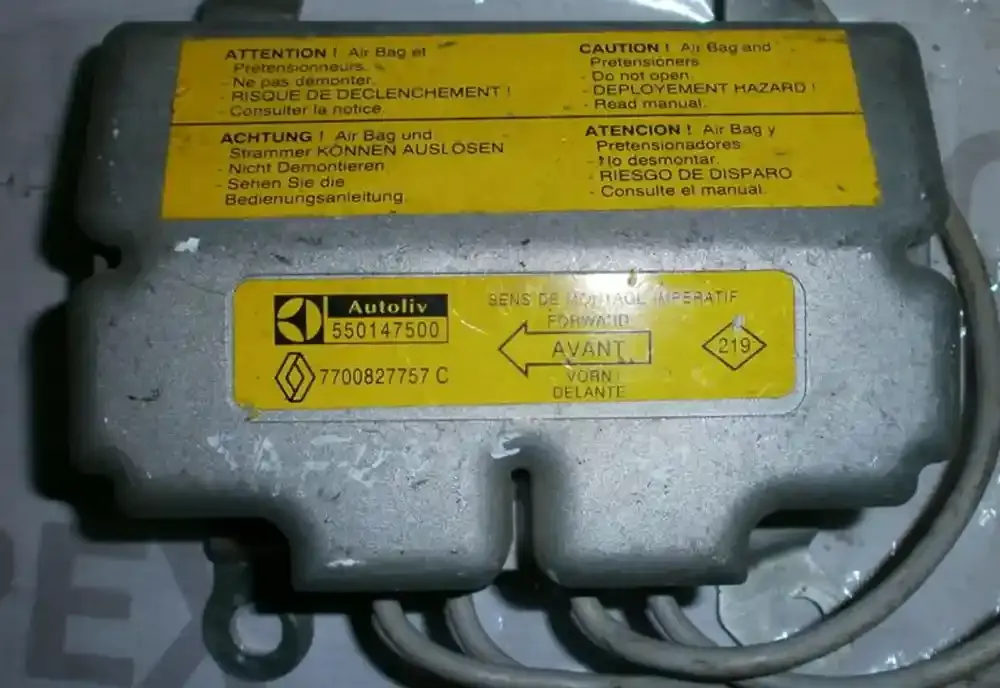 ATTENTION ! Air Bag et
Pretensionneurs.
- Ne pas démonter.
- RISQUE DE DECLENCHEMENT !
- Consulter la notice.
CAUTION ! Air Bag and
Pretensioners
- Do not open.
- DEPLOYEMENT HAZARD !
- Read manual.
ACHTUNG ! Air Bag und
Strammer KÖNNEN AUSLÖSEN
- Nicht Demontieren
- Sehen Sie die
Bedienungsanleitung.
ATENCION ! Air Bag y
Pretensionadores
- No desmontar.
- RIESGO DE DISPARO
- Consulte el manual.
Autoliv
550147500
7700827757 C
SENS DE MONTAGE IMPERATIF
FORWARD
AVANT
VORN
DELANTE
219